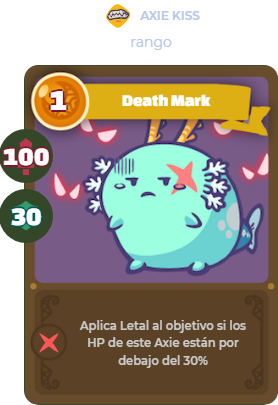 AXIE KISS
rango
1
Death Mark
100
30
Aplica Letal al objetivo si los
HP de este Axie están por
debajo del 30%